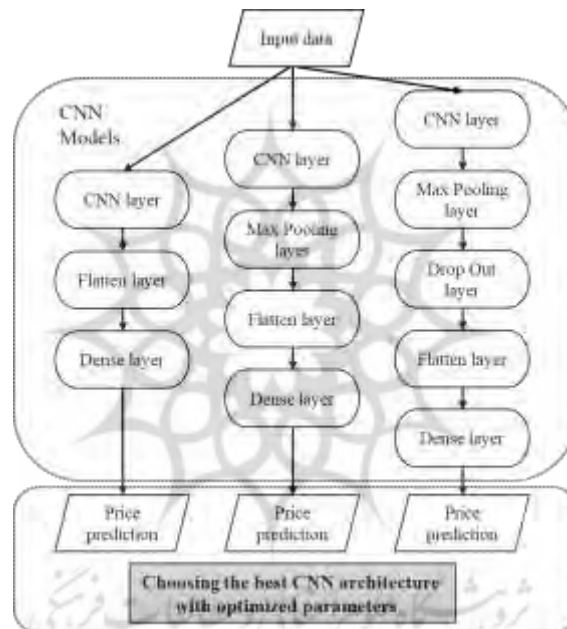 Input data
CNN
Models
CNN layer
Flatten layer
Dense layer
CNN layer
Max Pooling
layer
Flatten layer
Dense layer
CNN layer
Max Pooling
layer
Drop Out
layer
Flatten layer
Dense layer
Price
prediction
Price
prediction
Price
prediction
Choosing the best CNN architecture
with optimized parameters